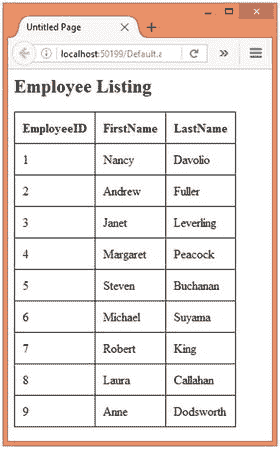 Untitled Page
localhost:50199/Default.a
Employee Listing
EmployeeID FirstName LastName
1 Nancy Davolio
2 Andrew Fuller
3 Janet Leverling
4 Margaret Peacock
5 Steven Buchanan
6 Michael Suyama
7 Robert King
8 Laura Callahan
9 Anne Dodsworth